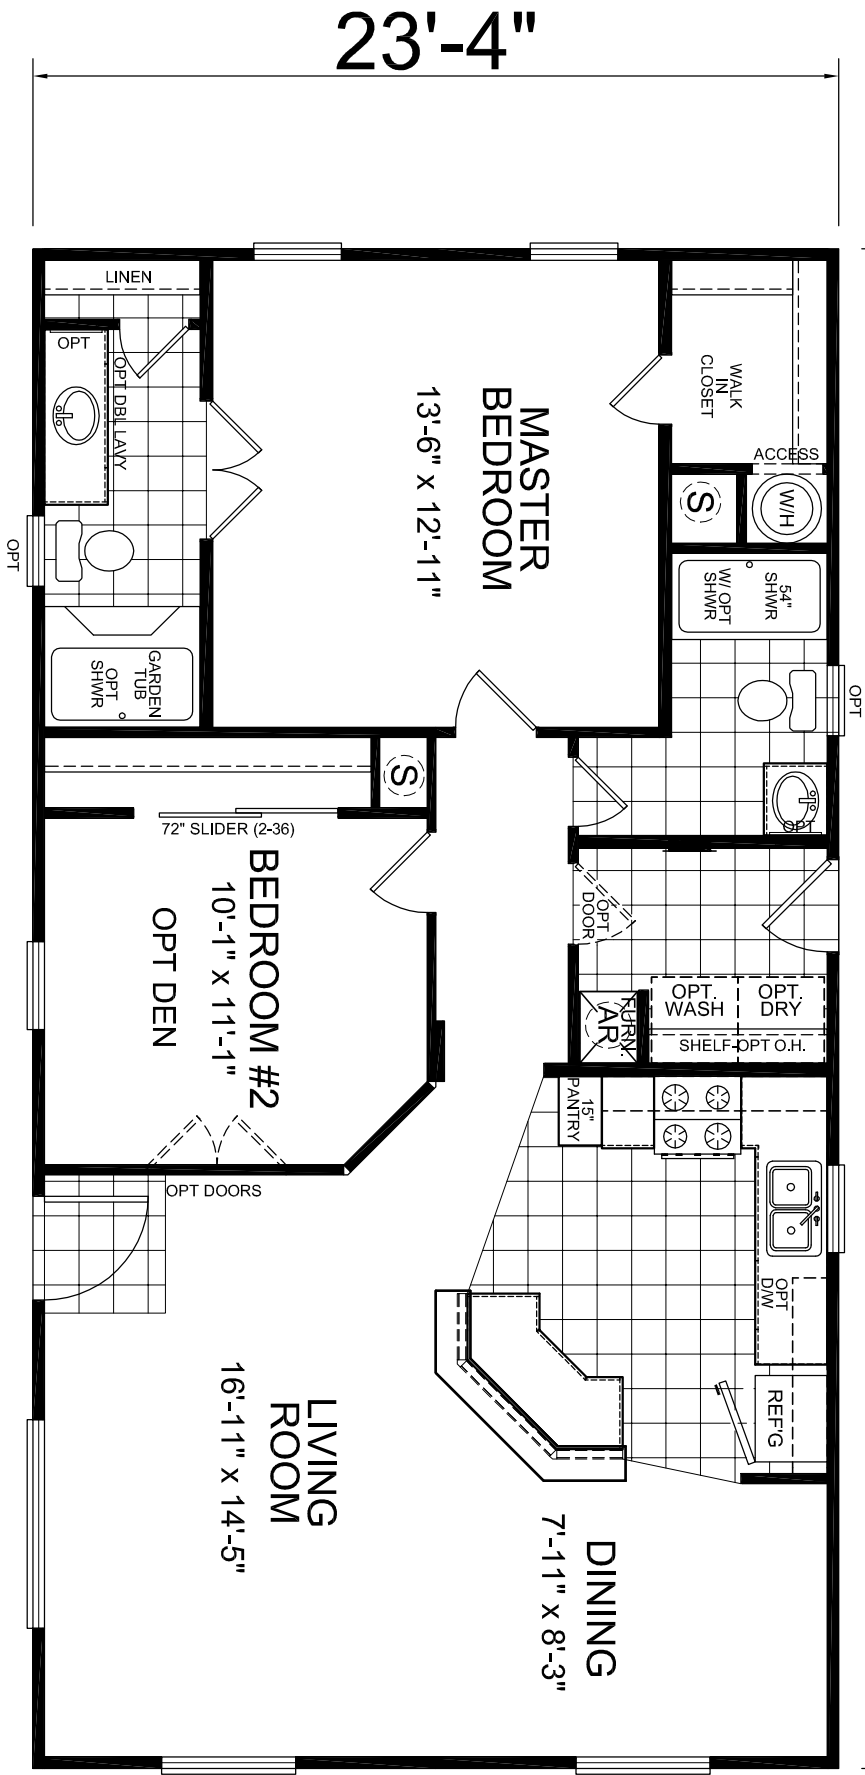 23'-4"
LINEN
OPT
OPT DBL LAVY
OPT
GARDEN
TUB
OPT
SHWR
MASTER
BEDROOM
13'-6" x 12'-11"
WALK
IN
CLOSET
ACCESS
S
W/H
54"
SHWR
W/ OPT
SHWR
OPT
OPT
S
72" SLIDER (2-36)
BEDROOM #2
10'-1" x 11'-1"
OPT DEN
OPT
DOOR
OPT.
WASH
OPT.
DRY
SHELF-OPT O.H.
FURN.
AR
15"
PANTRY
OPT DOORS
OPT
D/W
REF'G
LIVING
ROOM
16'-11" x 14'-5"
DINING
7'-11" x 8'-3"